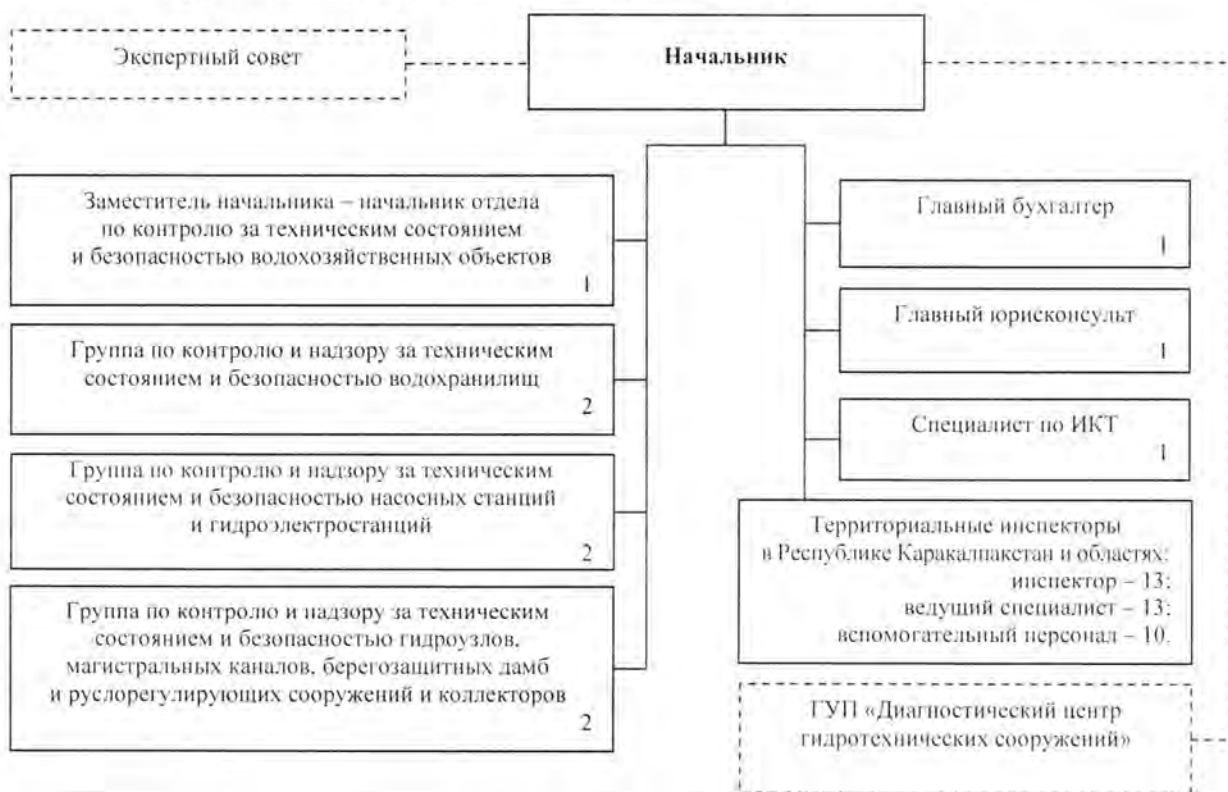 Экспертный совет
Начальник
Заместитель начальника – начальник отдела
по контролю за техническим состоянием
и безопасностью водохозяйственных объектов
1
Группа по контролю и надзору за техническим
состоянием и безопасностью водохранилищ
2
Группа по контролю и надзору за техническим
состоянием и безопасностью насосных станций
и гидроэлектростанций
2
Группа по контролю и надзору за техническим
состоянием и безопасностью гидроузлов,
магистральных каналов, берегозащитных дамб
и руслорегулирующих сооружений и коллекторов
2
Главный бухгалтер
1
Главный юрисконсульт
1
Специалист по ИКТ
1
Территориальные инспекторы
в Республике Каракалпакстан и областях:
инспектор – 13;
ведущий специалист – 13;
вспомогательный персонал – 10.
ГУП «Диагностический центр
гидротехнических сооружений»